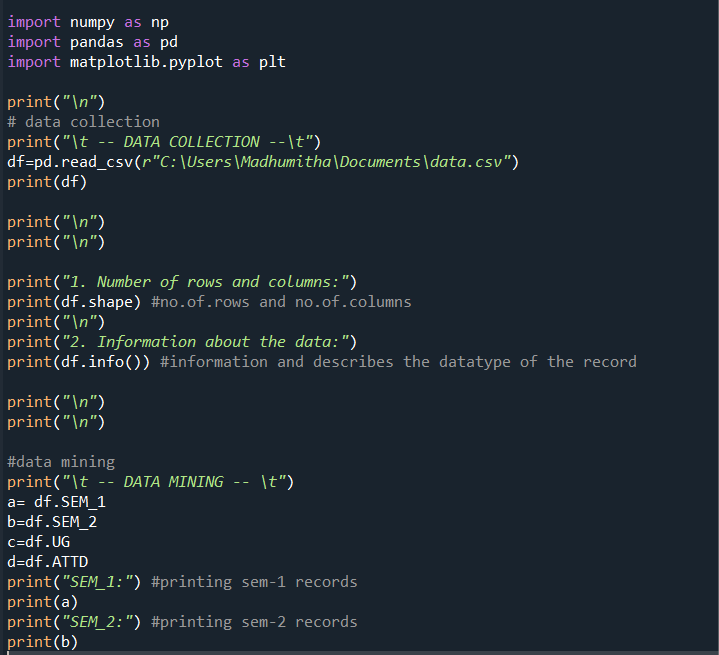 import numpy as np
import pandas as pd
import matplotlib.pyplot as plt
print("\n")
# data collection
print("\t -- DATA COLLECTION --\t")
df=pd.read_csv(r"C:\Users\Madhumitha\Documents\data.csv")
print(df)
print("\n")
print("\n")
print("1. Number of rows and columns:")
print(df.shape) #no.of.rows and no.of.columns
print("\n")
print("2. Information about the data:")
print(df.info()) #information and describes the datatype of the record
print("\n")
print("\n")
#data mining
print("\t -- DATA MINING -- \t")
a= df.SEM_1
b=df.SEM_2
c=df.UG
d=df.ATTD
print("SEM_1:") #printing sem-1 records
print(a)
print("SEM_2:") #printing sem-2 records
print(b)